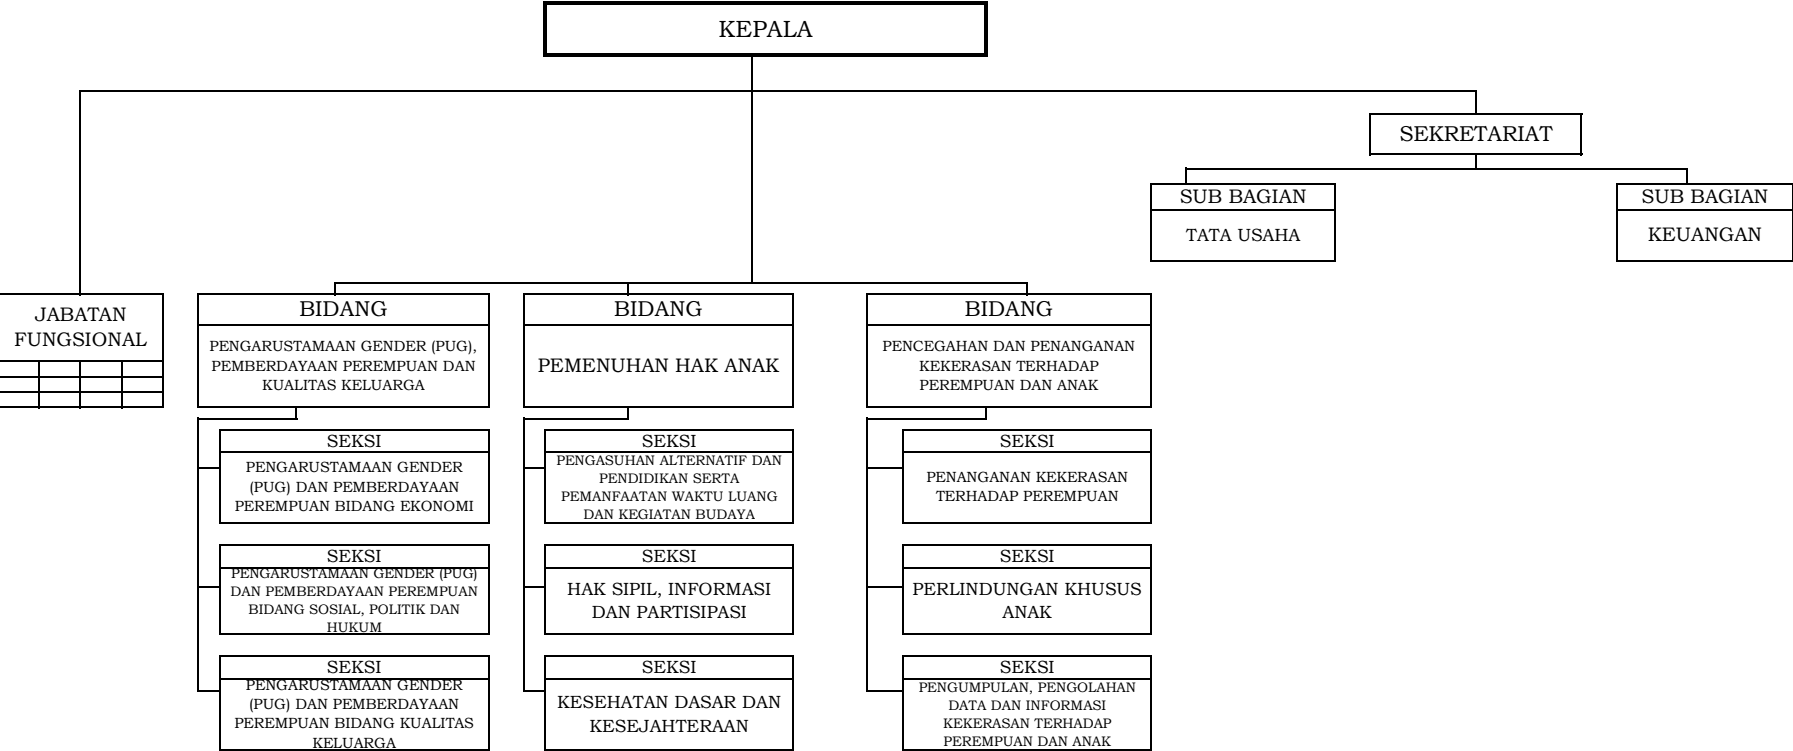 KEPALA
SEKRETARIAT
SUB BAGIAN
TATA USAHA
SUB BAGIAN
KEUANGAN
JABATAN
FUNGSIONAL
BIDANG
PENGARUSTAMAAN GENDER (PUG),
PEMBERDAYAAN PEREMPUAN DAN
KUALITAS KELUARGA
SEKSI
PENGARUSTAMAAN GENDER
(PUG) DAN PEMBERDAYAAN
PEREMPUAN BIDANG EKONOMI
SEKSI
PENGARUSTAMAAN GENDER (PUG)
DAN PEMBERDAYAAN PEREMPUAN
BIDANG SOSIAL, POLITIK DAN
HUKUM
SEKSI
PENGARUSTAMAAN GENDER
(PUG) DAN PEMBERDAYAAN
PEREMPUAN BIDANG KUALITAS
KELUARGA
BIDANG
PEMENUHAN HAK ANAK
SEKSI
PENGASUHAN ALTERNATIF DAN
PENDIDIKAN SERTA
PEMANFAATAN WAKTU LUANG
DAN KEGIATAN BUDAYA
SEKSI
HAK SIPIL, INFORMASI
DAN PARTISIPASI
SEKSI
KESEHATAN DASAR DAN
KESEJAHTERAAN
BIDANG
PENCEGAHAN DAN PENANGANAN
KEKERASAN TERHADAP
PEREMPUAN DAN ANAK
SEKSI
PENANGANAN KEKERASAN
TERHADAP PEREMPUAN
SEKSI
PERLINDUNGAN KHUSUS
ANAK
SEKSI
PENGUMPULAN, PENGOLAHAN
DATA DAN INFORMASI
KEKERASAN TERHADAP
PEREMPUAN DAN ANAK